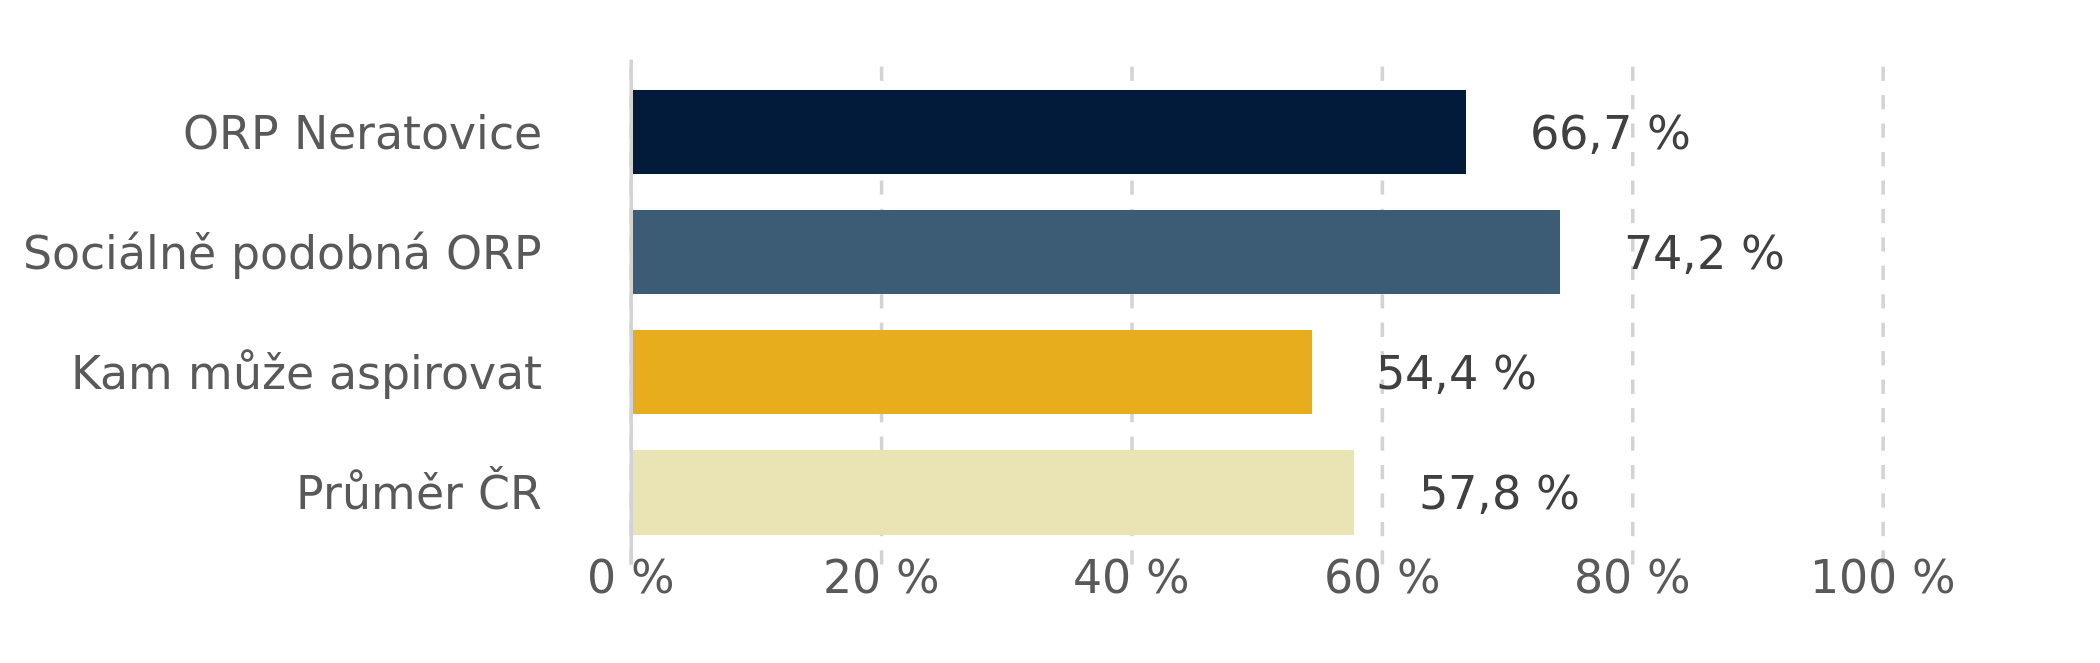 ORP Neratovice 66,7 %
Sociálně podobná ORP 74,2 %
Kam může aspirovat 54,4 %
Průměr ČR 57,8 %
0 % 20 % 40 % 60 % 80 % 100 %